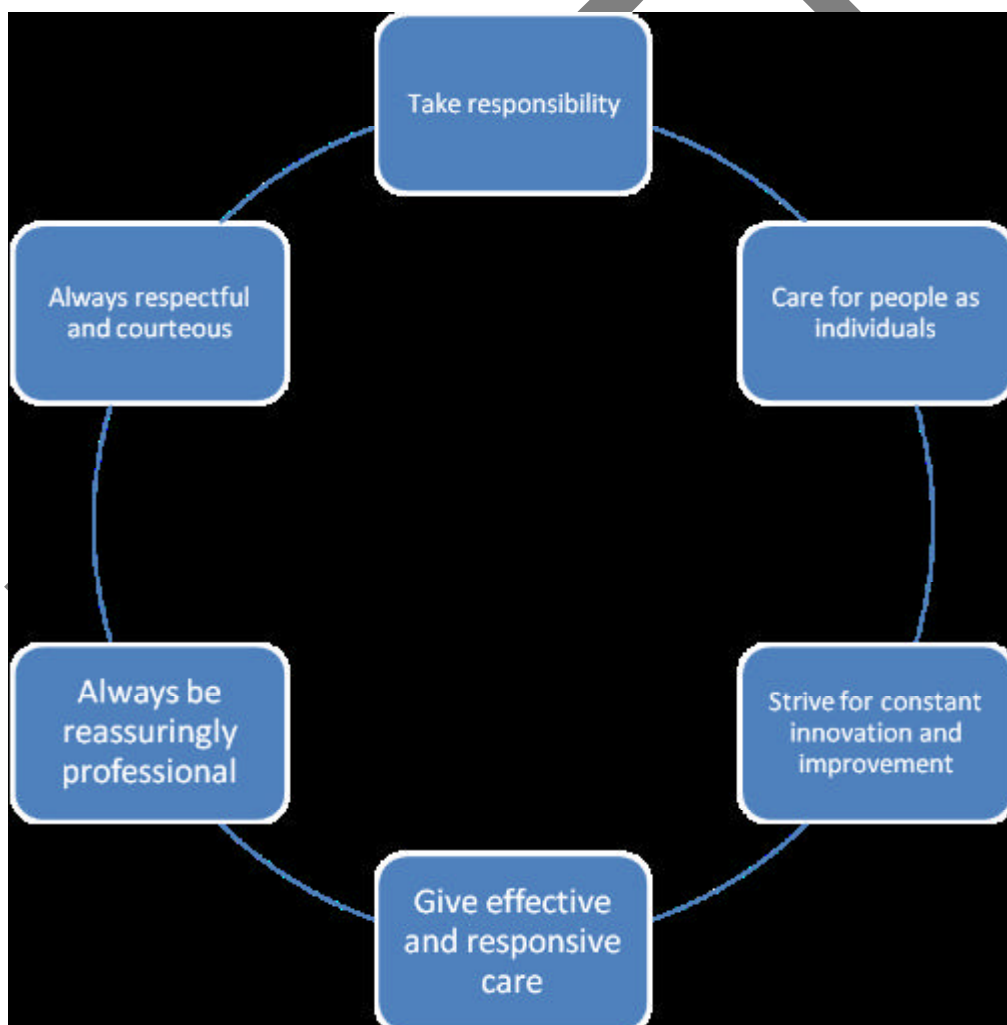 Take responsibility
Care for people as
individuals
Strive for constant
innovation and
improvement
Give effective
and responsive
care
Always be
reassuringly
professional
Always respectful
and courteous